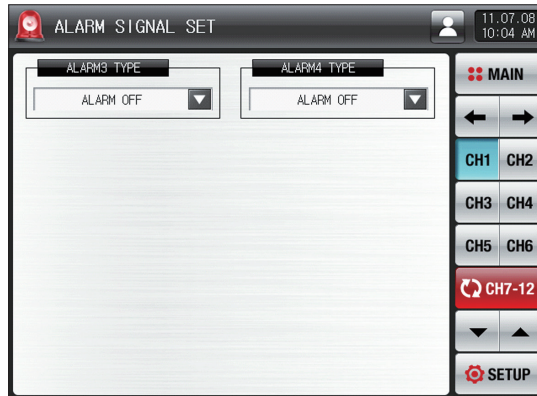 ALARM SIGNAL SET
11.07.08
10:04 AM
ALARM3 TYPE
ALARM4 TYPE
ALARM OFF
ALARM OFF
MAIN
CH1 CH2
CH3 CH4
CH5 CH6
CH7-12
SETUP